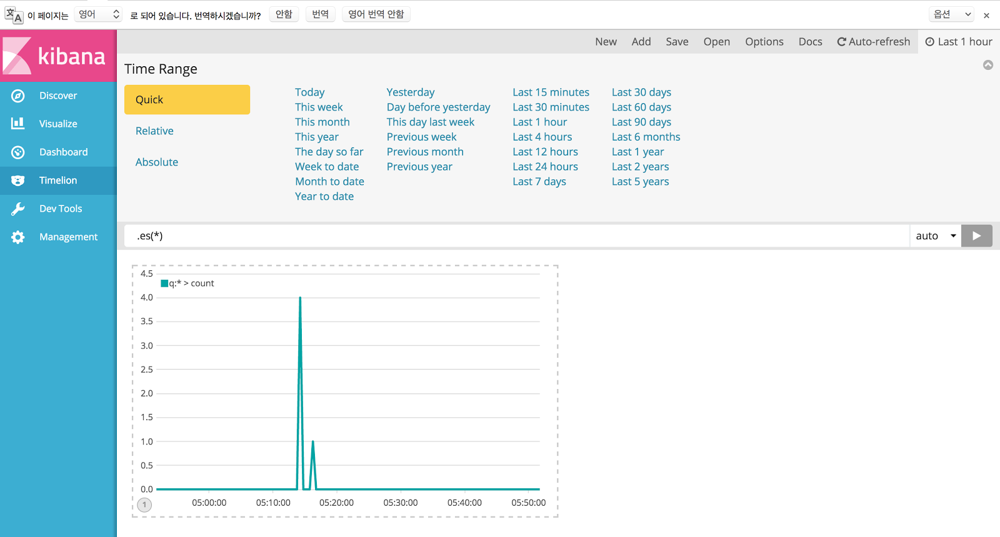 이 페이지는 영어 로 되어 있습니다. 번역하시겠습니까? 안함 번역 영어 번역 안함 옵션 ×
文 A
kibana
New Add Save Open Options Docs Auto-refresh Last 1 hour
Discover
Visualize
Dashboard
Timelion
Dev Tools
Management
Time Range
Quick
Relative
Absolute
Today
This week
This month
This year
The day so far
Week to date
Month to date
Year to date
Yesterday
Day before yesterday
This day last week
Previous week
Previous month
Previous year
Last 15 minutes
Last 30 minutes
Last 1 hour
Last 4 hours
Last 12 hours
Last 24 hours
Last 7 days
Last 30 days
Last 60 days
Last 90 days
Last 6 months
Last 1 year
Last 2 years
Last 5 years
.es(*) auto
q:* > count
4.5
4.0
3.5
3.0
2.5
2.0
1.5
1.0
0.5
0.0
05:00:00 05:10:00 05:20:00 05:30:00 05:40:00 05:50:00
1